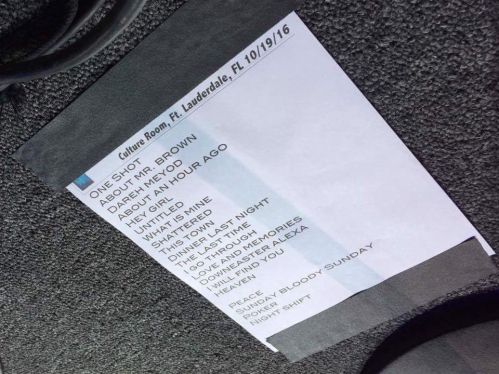 Culture Room, Ft. Lauderdale, FL 10/19/16
ONE SHOT
ABOUT MR. BROWN
DAREH MEYOD
ABOUT AN HOUR AGO
HEY GIRL
UNTITLED
WHAT IS MINE
SHATTERED
THIS TOWN
DINNER LAST NIGHT
THE LAST TIME
I GO THROUGH
LOVE AND MEMORIES
DOWNEASTER ALEXA
I WILL FIND YOU
HEAVEN
PEACE
SUNDAY BLOODY SUNDAY
POKER
NIGHT SHIFT